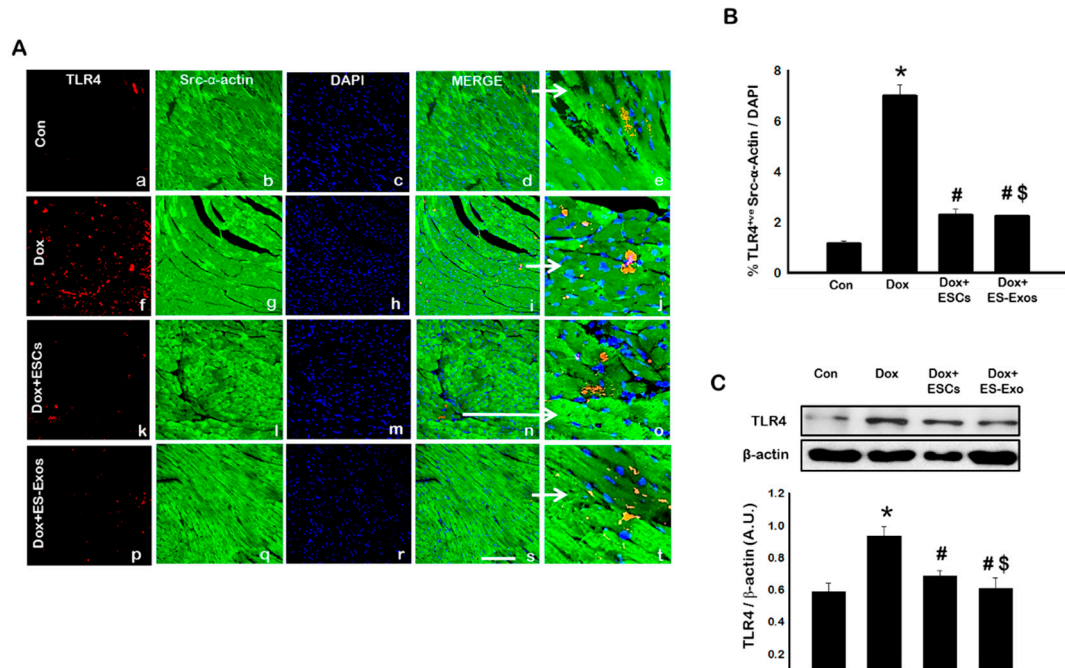 A
TLR4 Src-α-actin DAPI MERGE
Con
a b c d e
Dox
f g h i j
Dox+ESCs
k l m n o
Dox+ES-Exos
p q r s t
B
% TLR4+ve Src-α-Actin / DAPI
8
6
4
2
0
*
#
# $
Con Dox Dox+ ESCs Dox+ ES-Exos
C
Con Dox Dox+ ESCs Dox+ ES-Exo
TLR4
β-actin
TLR4 / β-actin (A.U.)
1.2
1.0
0.8
0.6
0.4
0.2
*
#
# $